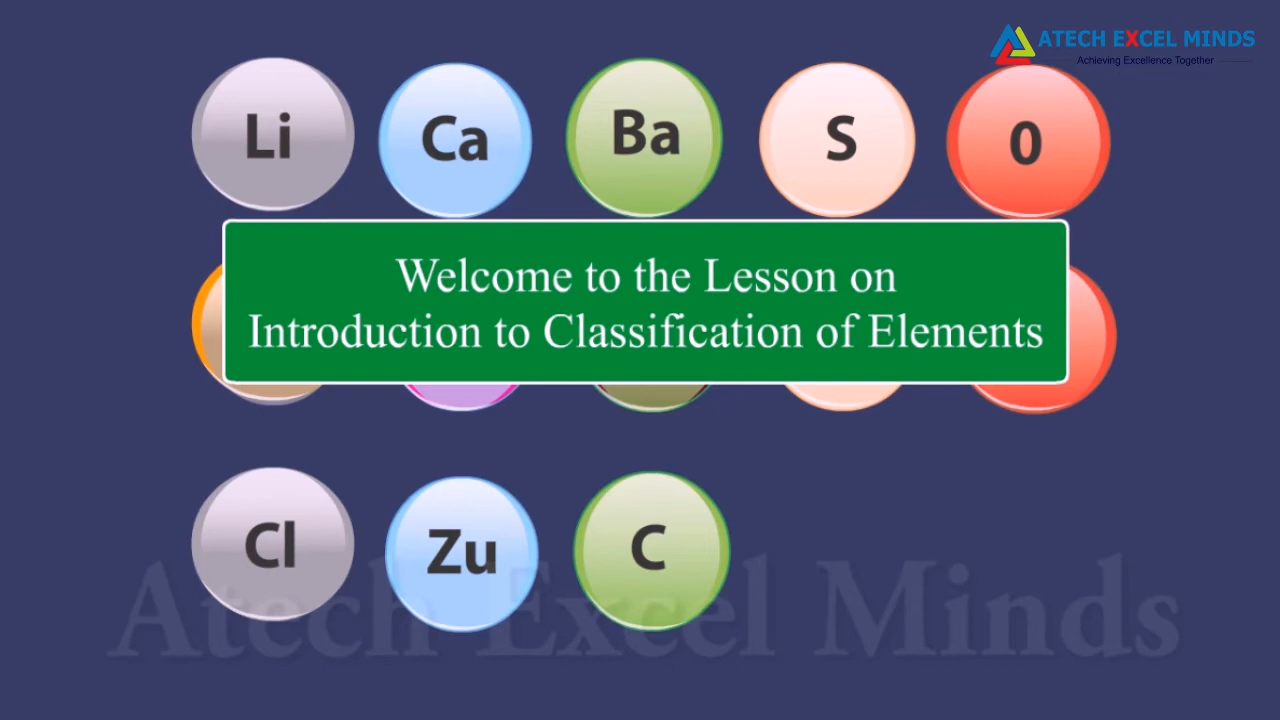 ATECH EXCEL MINDS
Achieving Excellence Together
Li Ca Ba S 0
Welcome to the Lesson on
Introduction to Classification of Elements
Cl Zu C
Atech Excel Minds